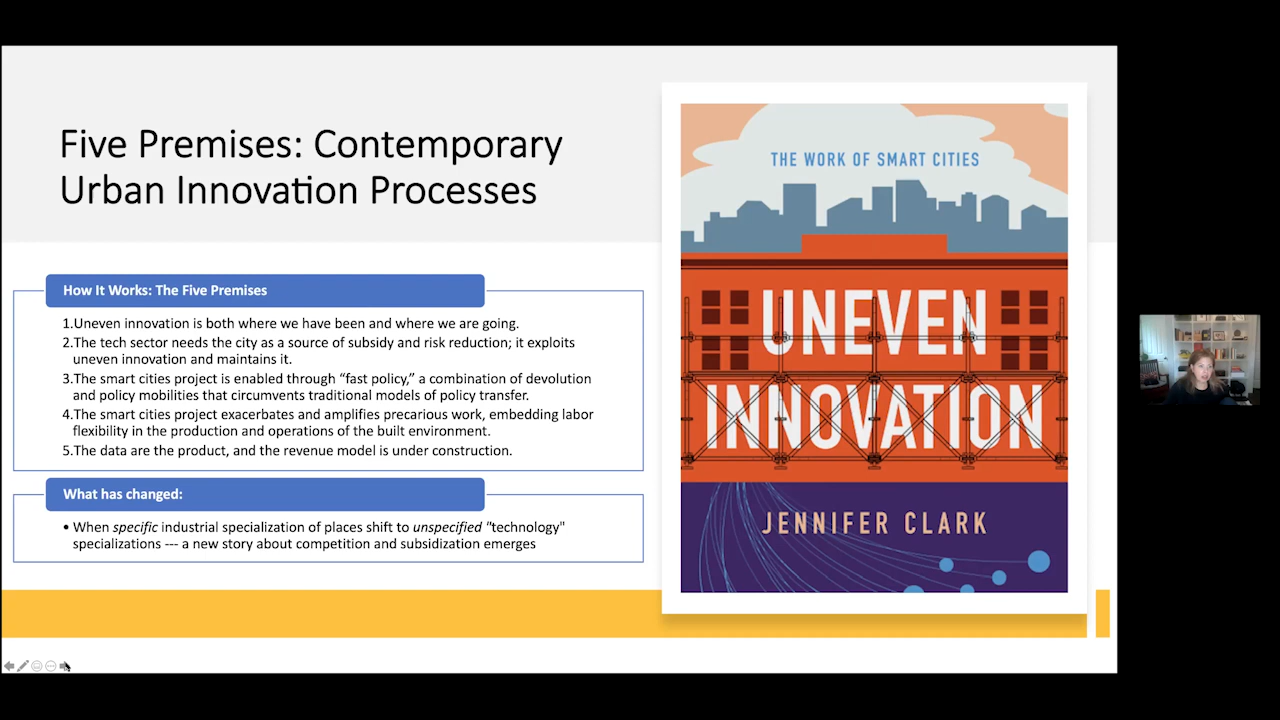 Five Premises: Contemporary
Urban Innovation Processes
How It Works: The Five Premises
1.Uneven innovation is both where we have been and where we are going.
2.The tech sector needs the city as a source of subsidy and risk reduction; it exploits
uneven innovation and maintains it.
3.The smart cities project is enabled through “fast policy,” a combination of devolution
and policy mobilities that circumvents traditional models of policy transfer.
4.The smart cities project exacerbates and amplifies precarious work, embedding labor
flexibility in the production and operations of the built environment.
5.The data are the product, and the revenue model is under construction.
What has changed:
• When specific industrial specialization of places shift to unspecified "technology"
specializations --- a new story about competition and subsidization emerges
THE WORK OF SMART CITIES
UNEVEN
INNOVATION
JENNIFER CLARK